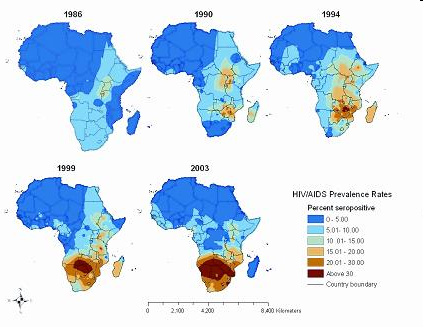 1986
1990
1994
1999
2003
HIV/AIDS Prevalence Rates
Percent seropositive
0 - 5.00
5.01- 10.00
10 .01- 15.00
15.01 - 20.00
20.01 - 30.00
Above 30
Country boundary
0 2,100 4,200 8,400 Kilometers